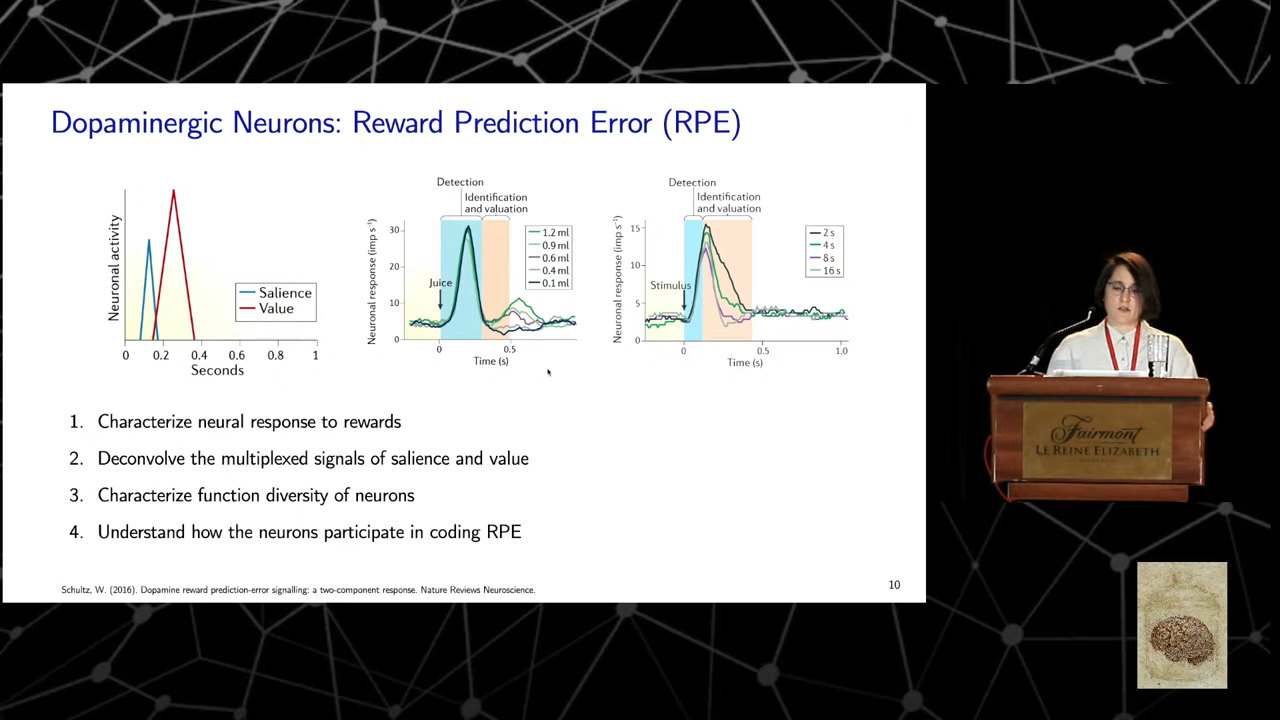 Dopaminergic Neurons: Reward Prediction Error (RPE)
Neuronal activity
Salience
Value
0 0.2 0.4 0.6 0.8 1
Seconds
Detection
Identification
and valuation
Neuronal response (imp s⁻¹)
30
20
10
0
Juice
1.2 ml
0.9 ml
0.6 ml
0.4 ml
0.1 ml
0 0.5
Time (s)
Detection
Identification
and valuation
Neuronal response (imp s⁻¹)
15
10
5
0
Stimulus
2 s
4 s
8 s
16 s
0 0.5 1.0
Time (s)
1. Characterize neural response to rewards
2. Deconvolve the multiplexed signals of salience and value
3. Characterize function diversity of neurons
4. Understand how the neurons participate in coding RPE
Schultz, W. (2016). Dopamine reward prediction-error signalling: a two-component response. Nature Reviews Neuroscience.
10
Fairmont
LE REINE ELIZABETH